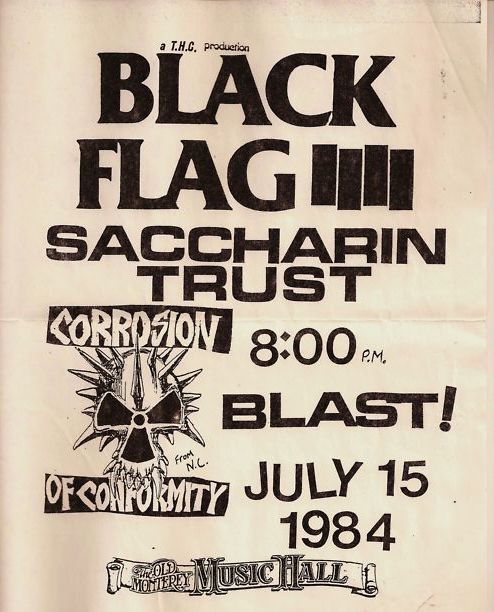 a T.H.C. production
BLACK
FLAG
SACCHARIN
TRUST
CORROSION
8:00 P.M.
BLAST!
from
N.C.
OF CONFORMITY
JULY 15
1984
The OLD
MONTEREY
MUSIC HALL